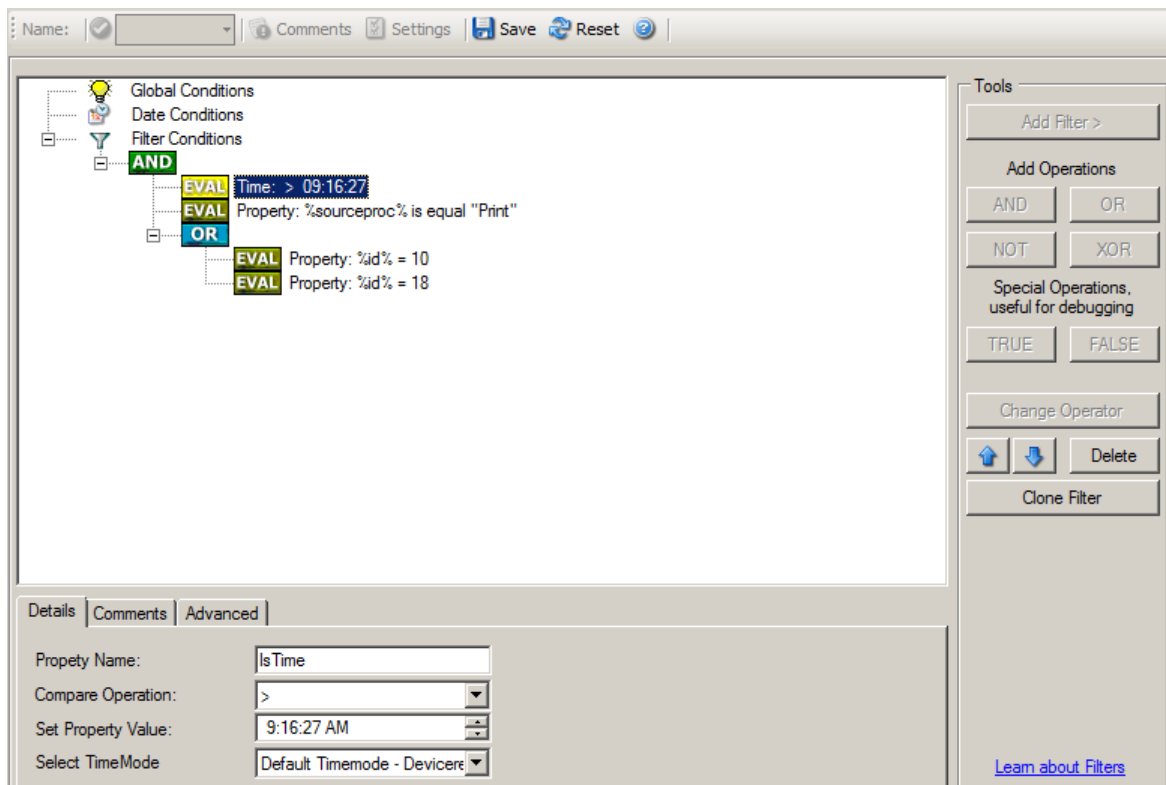 Name: Comments Settings Save Reset
Global Conditions
Date Conditions
Filter Conditions
AND
EVAL Time: > 09:16:27
EVAL Property: %sourceproc% is equal "Print"
OR
EVAL Property: %id% = 10
EVAL Property: %id% = 18
Tools
Add Filter >
Add Operations
AND OR
NOT XOR
Special Operations,
useful for debugging
TRUE FALSE
Change Operator
Delete
Clone Filter
Learn about Filters
Details Comments Advanced
Propety Name: IsTime
Compare Operation: >
Set Property Value: 9:16:27 AM
Select TimeMode Default Timemode - Devicere